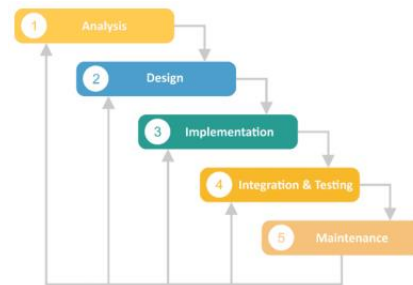 1 Analysis
2 Design
3 Implementation
4 Integration & Testing
5 Maintenance